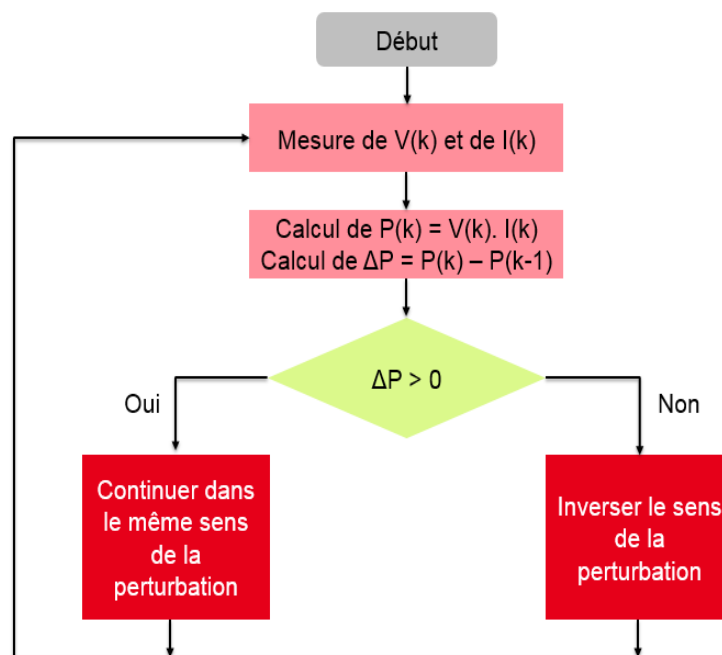 Début
Mesure de V(k) et de I(k)
Calcul de P(k) = V(k). I(k)
Calcul de ΔP = P(k) – P(k-1)
ΔP > 0
Oui
Non
Continuer dans
le même sens
de la
perturbation
Inverser le sens
de la
perturbation